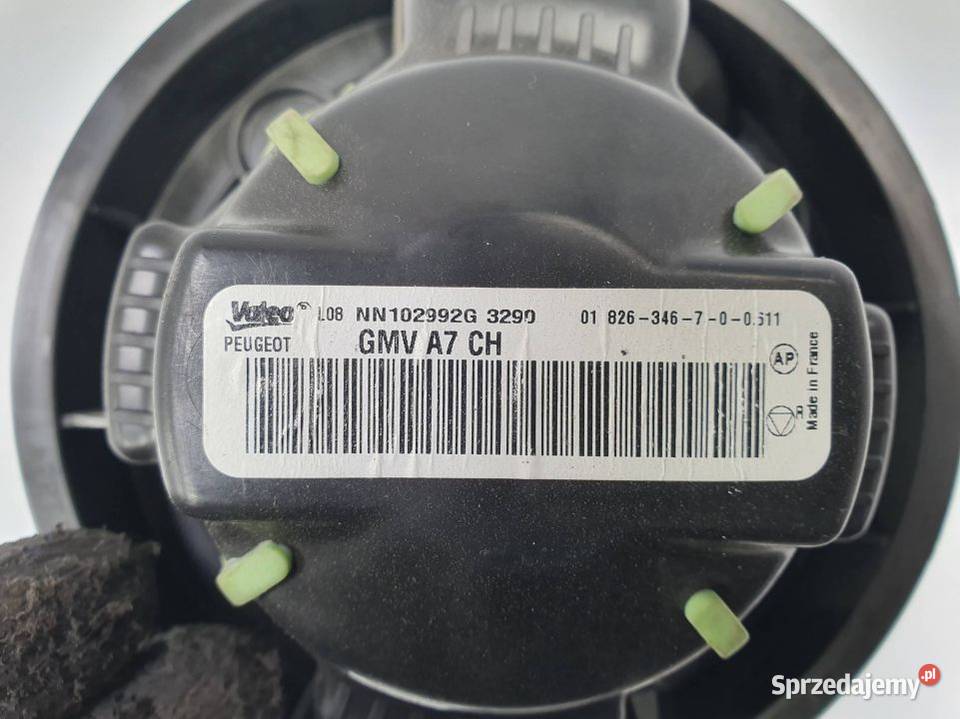 Valeo L08 NN102992G 3290 01 826-346-7-0-0.611
PEUGEOT GMV A7 CH
AP
R
Made in France
Sprzedajemy.pl